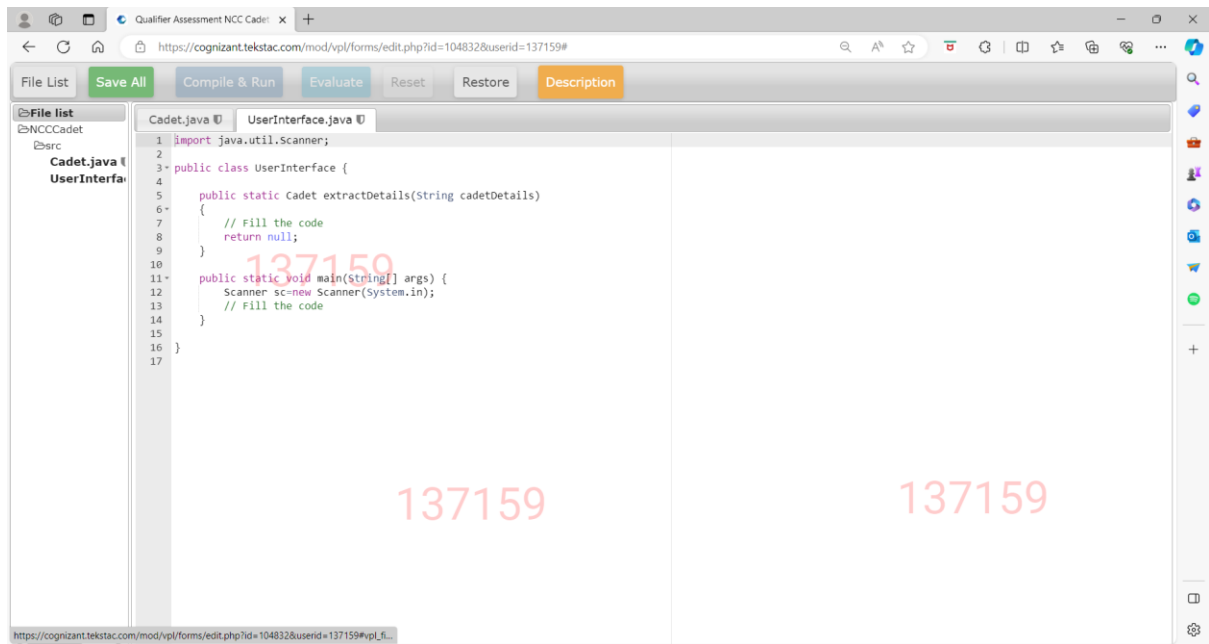 Qualifier Assessment NCC Cadet
https://cognizant.tekstac.com/mod/vpl/forms/edit.php?id=104832&userid=137159#
File List Save All Compile & Run Evaluate Reset Restore Description
File list
NCCCadet
src
Cadet.java
UserInterfa
Cadet.java UserInterface.java
1 import java.util.Scanner;
2
3 public class UserInterface {
4
5 public static Cadet extractDetails(String cadetDetails)
6 {
7 // Fill the code
8 return null;
9 }
10
11 public static void main(String[] args) {
12 Scanner sc=new Scanner(System.in);
13 // Fill the code
14 }
15
16 }
17
137159
137159
137159
https://cognizant.tekstac.com/mod/vpl/forms/edit.php?id=104832&userid=137159#vpl_fi...